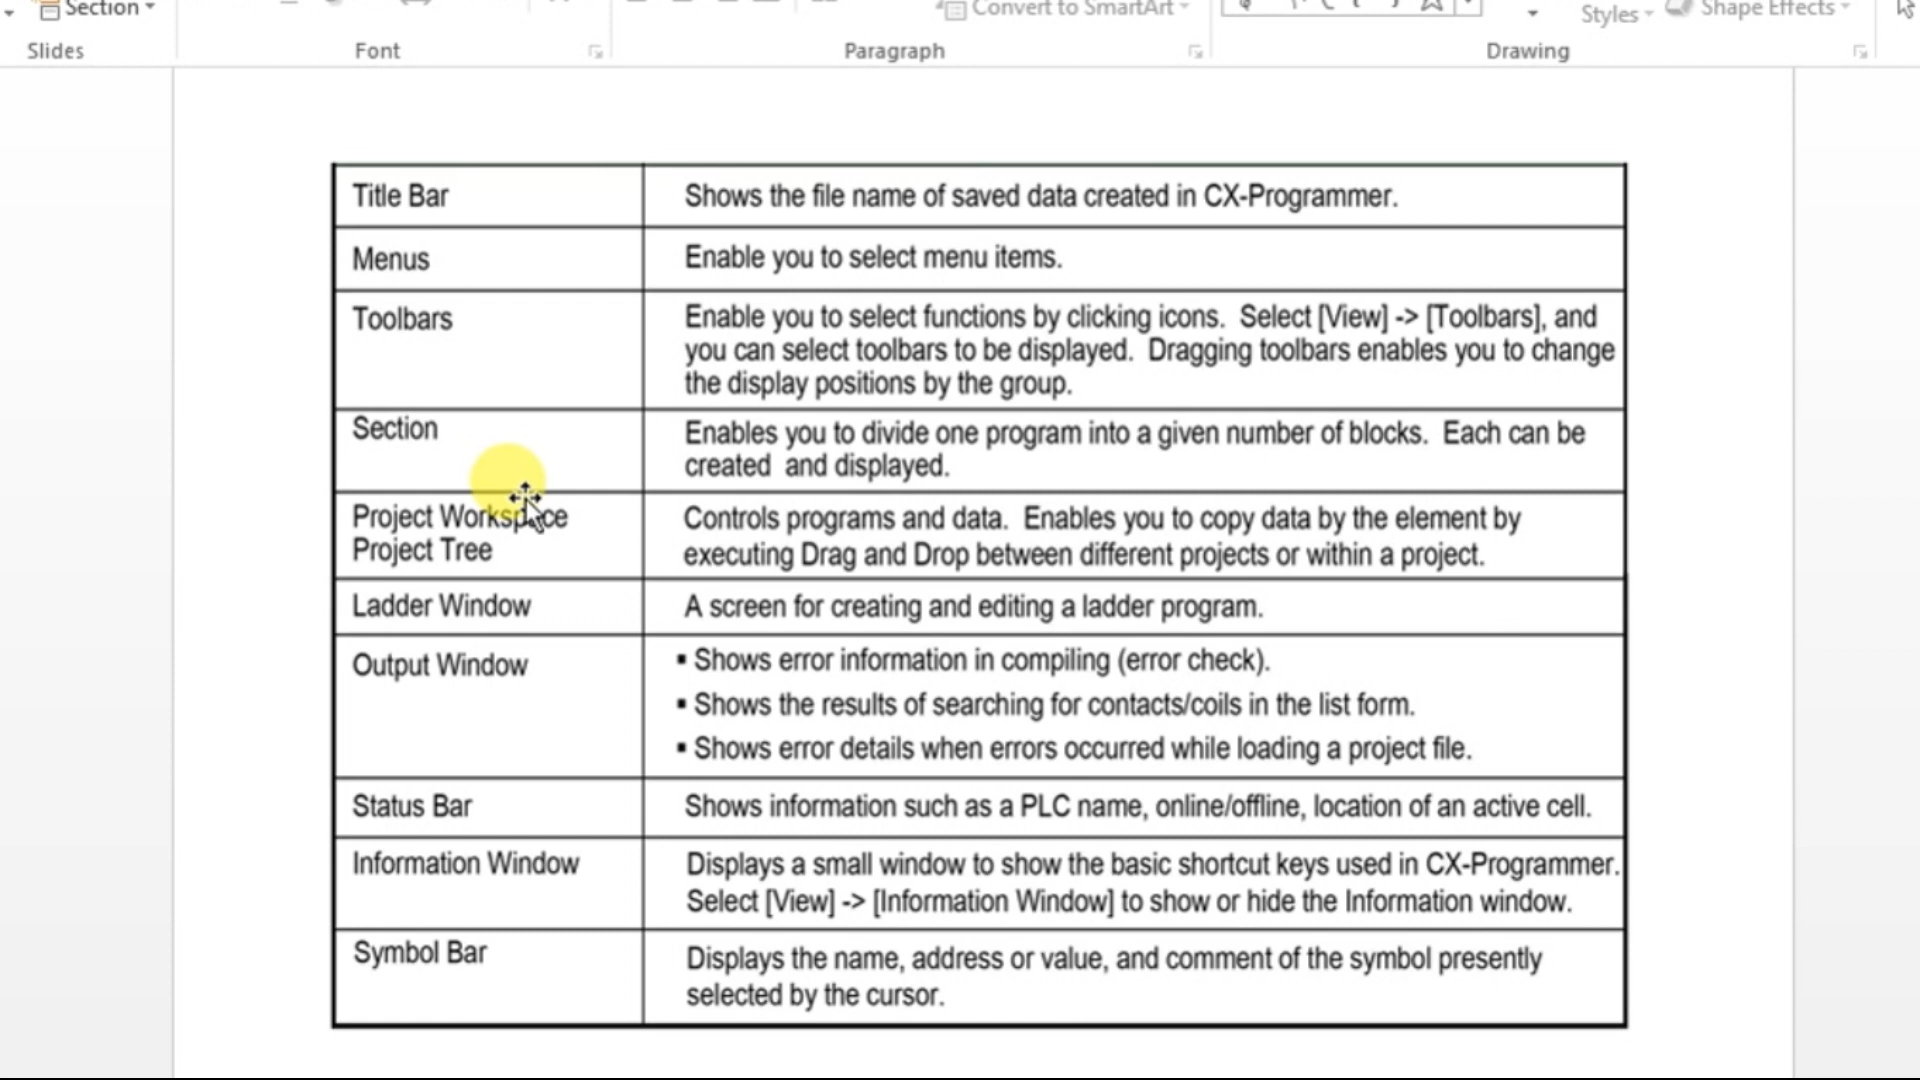 Section
Convert to SmartArt
Styles
Shape Effects
Slides
Font
Paragraph
Drawing
Title Bar
Shows the file name of saved data created in CX-Programmer.
Menus
Enable you to select menu items.
Toolbars
Enable you to select functions by clicking icons. Select [View] -> [Toolbars], and
you can select toolbars to be displayed. Dragging toolbars enables you to change
the display positions by the group.
Section
Enables you to divide one program into a given number of blocks. Each can be
created and displayed.
Project Workspace
Project Tree
Controls programs and data. Enables you to copy data by the element by
executing Drag and Drop between different projects or within a project.
Ladder Window
A screen for creating and editing a ladder program.
Output Window
▪ Shows error information in compiling (error check).
▪ Shows the results of searching for contacts/coils in the list form.
▪ Shows error details when errors occurred while loading a project file.
Status Bar
Shows information such as a PLC name, online/offline, location of an active cell.
Information Window
Displays a small window to show the basic shortcut keys used in CX-Programmer.
Select [View] -> [Information Window] to show or hide the Information window.
Symbol Bar
Displays the name, address or value, and comment of the symbol presently
selected by the cursor.